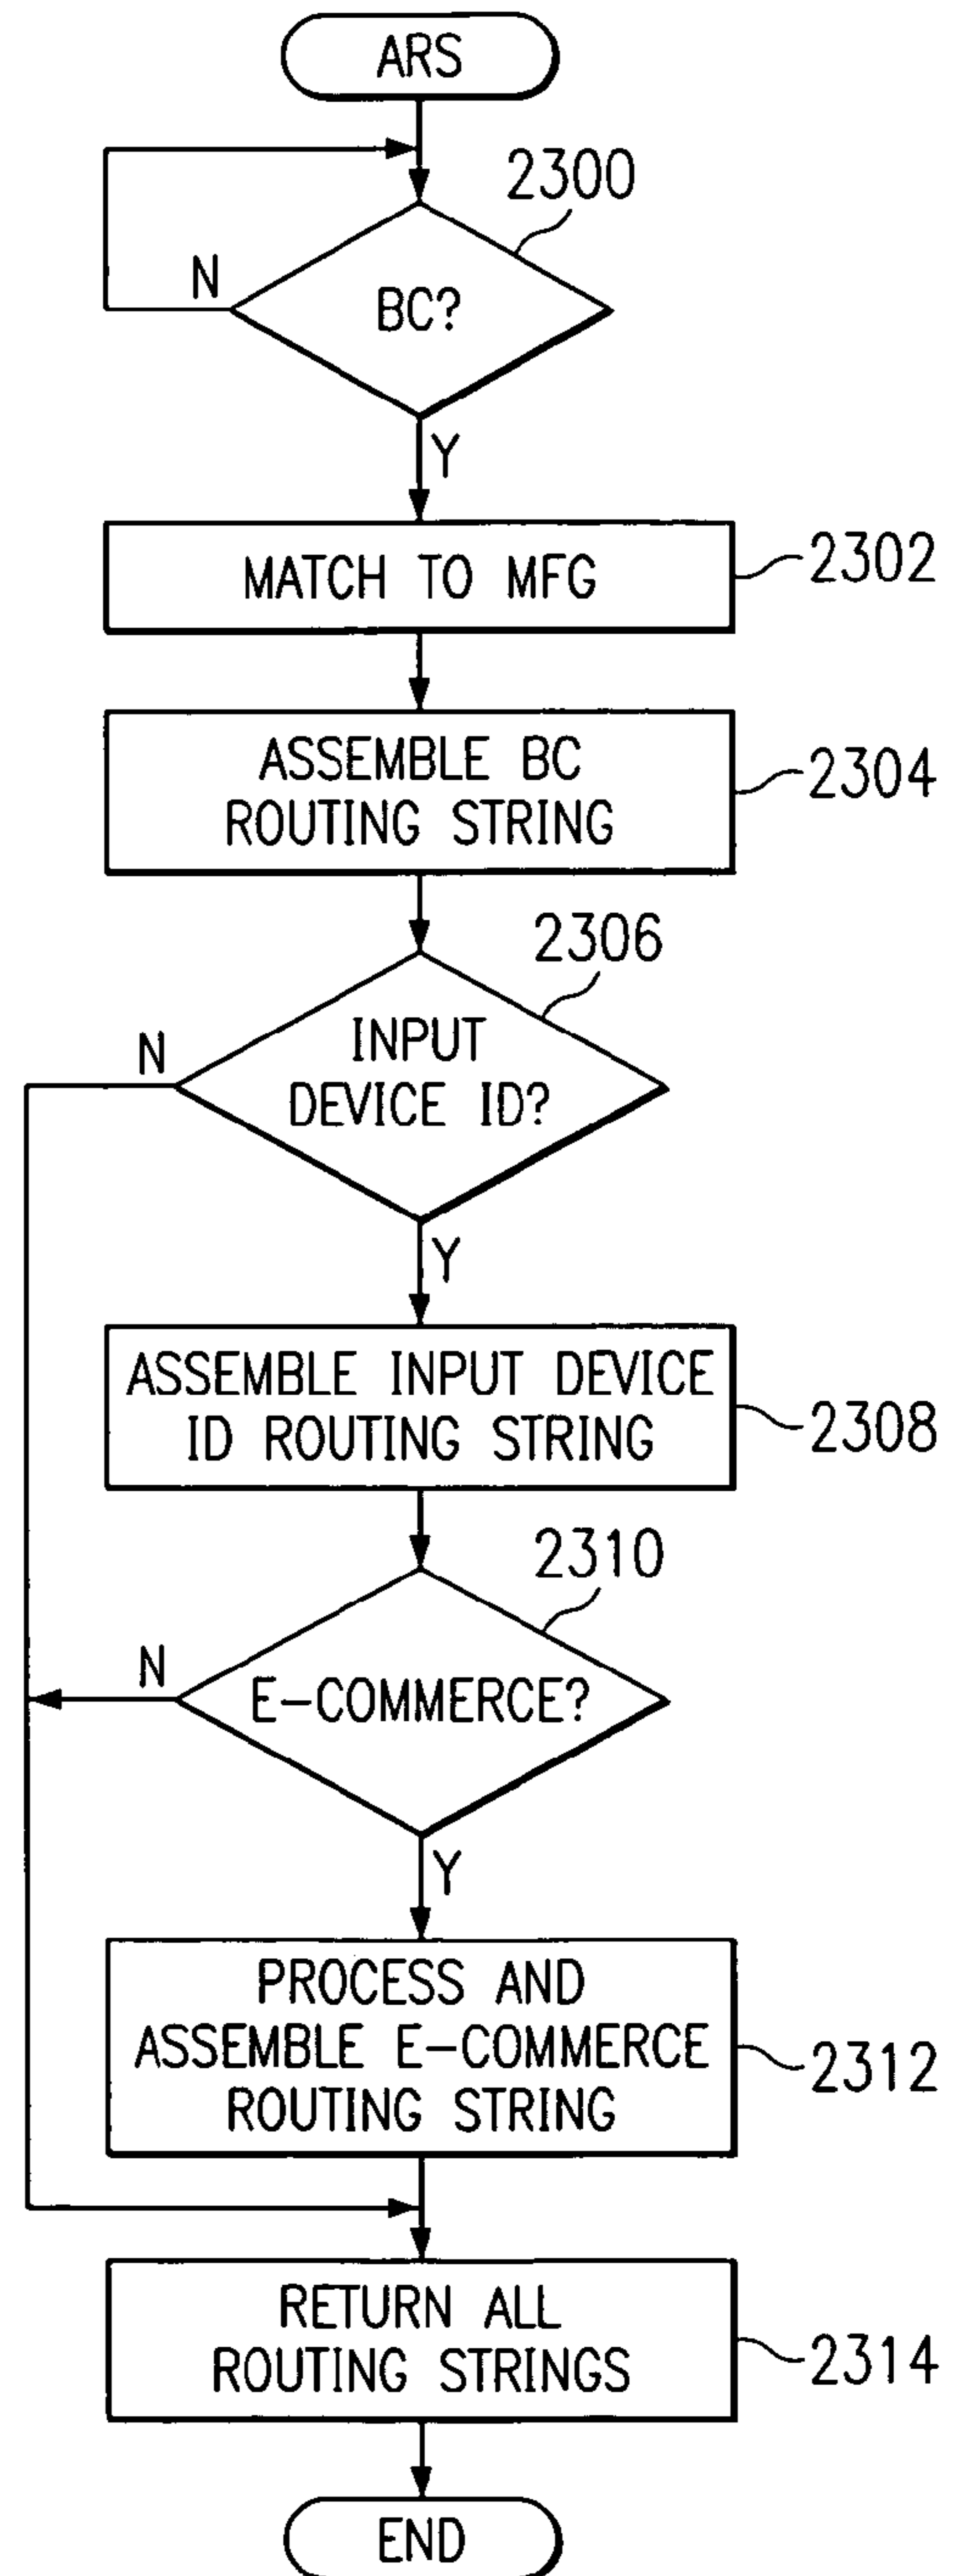 ARS
2300
N
BC?
Y
MATCH TO MFG
2302
ASSEMBLE BC
ROUTING STRING
2304
2306
N
INPUT
DEVICE ID?
Y
ASSEMBLE INPUT DEVICE
ID ROUTING STRING
2308
2310
N
E-COMMERCE?
Y
PROCESS AND
ASSEMBLE E-COMMERCE
ROUTING STRING
2312
RETURN ALL
ROUTING STRINGS
2314
END